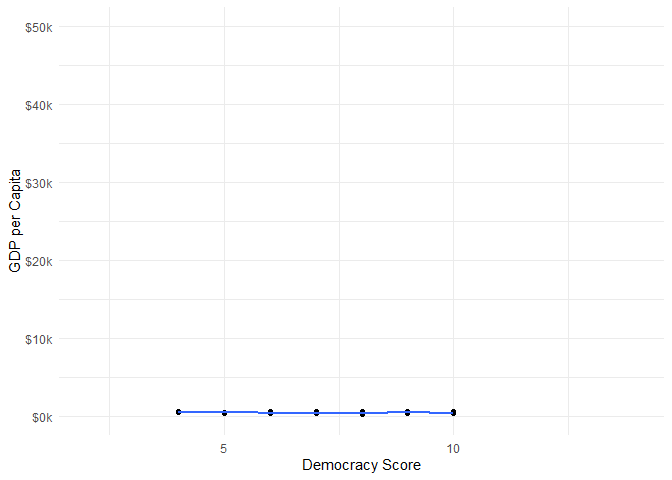 $50k
$40k
$30k
$20k
$10k
$0k
GDP per Capita
5 10
Democracy Score